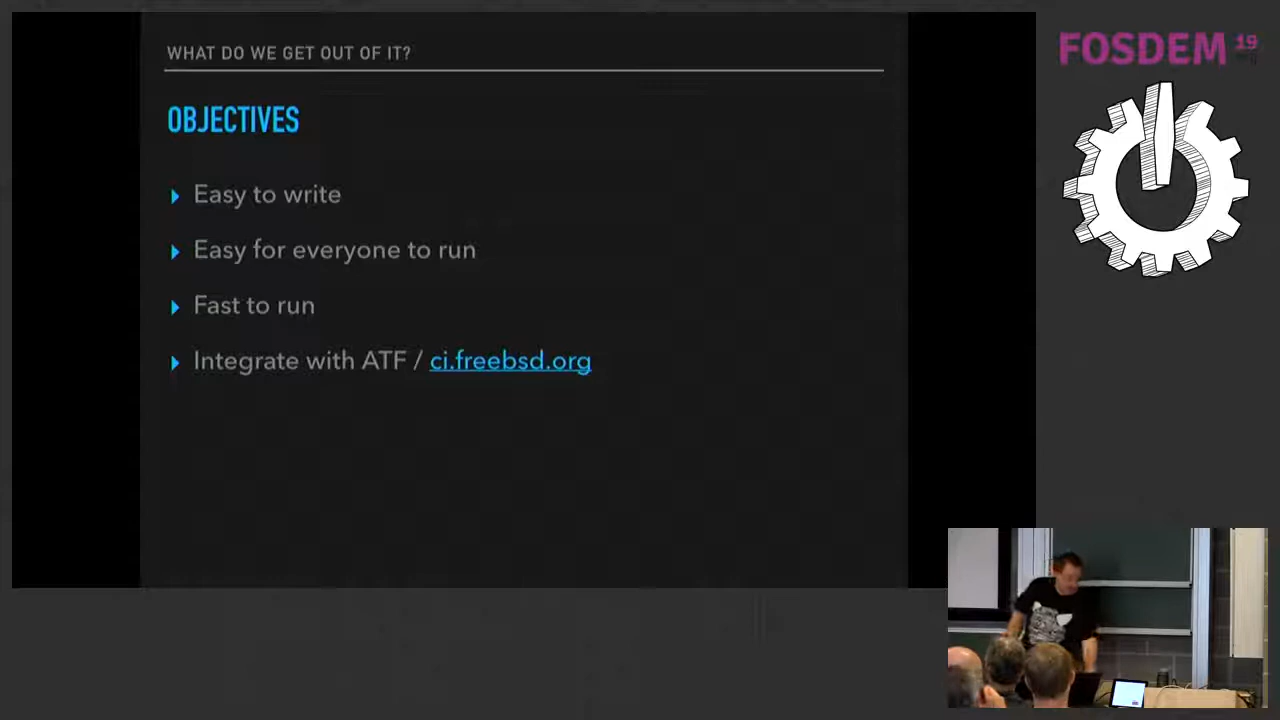 WHAT DO WE GET OUT OF IT?
FOSDEM 19
OBJECTIVES
Easy to write
Easy for everyone to run
Fast to run
Integrate with ATF / ci.freebsd.org